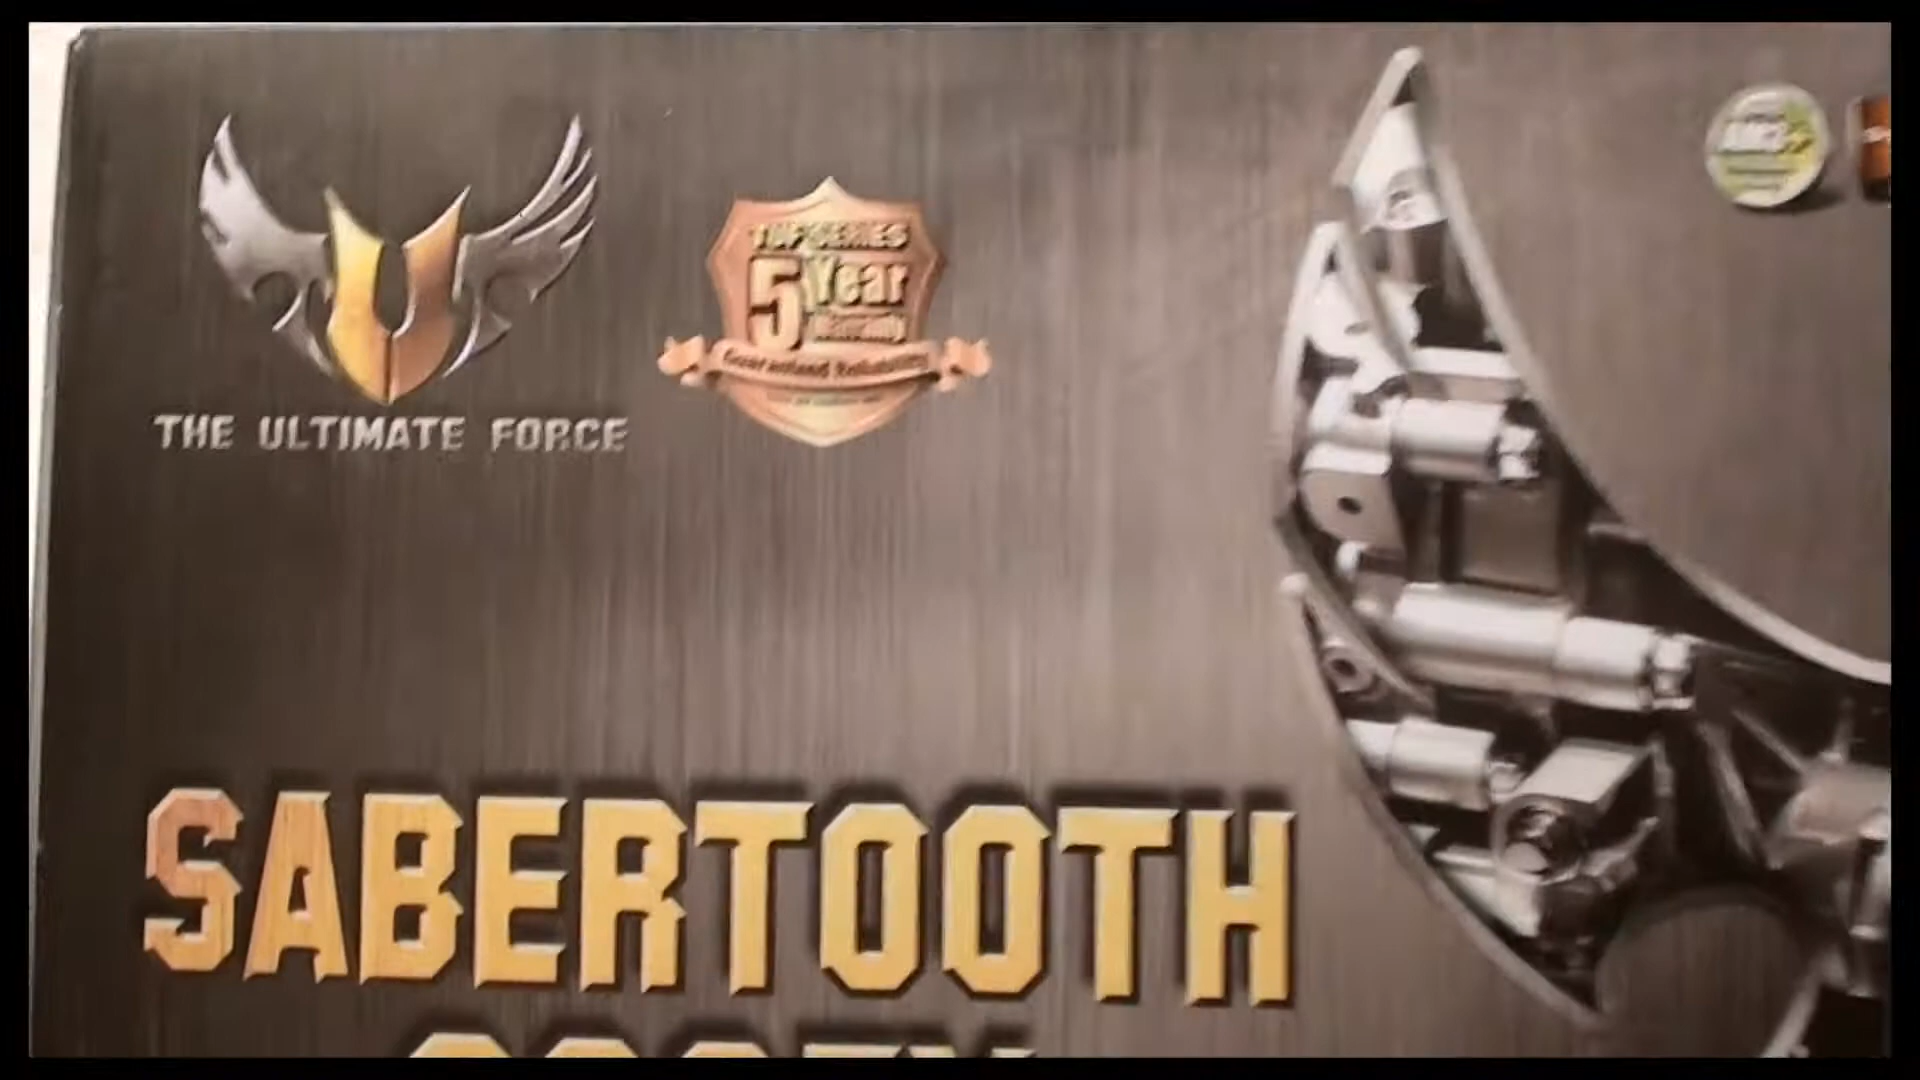 THE ULTIMATE FORCE
TUF SERIES
5 Year
Warranty
Guaranteed Reliability
SABERTOOTH